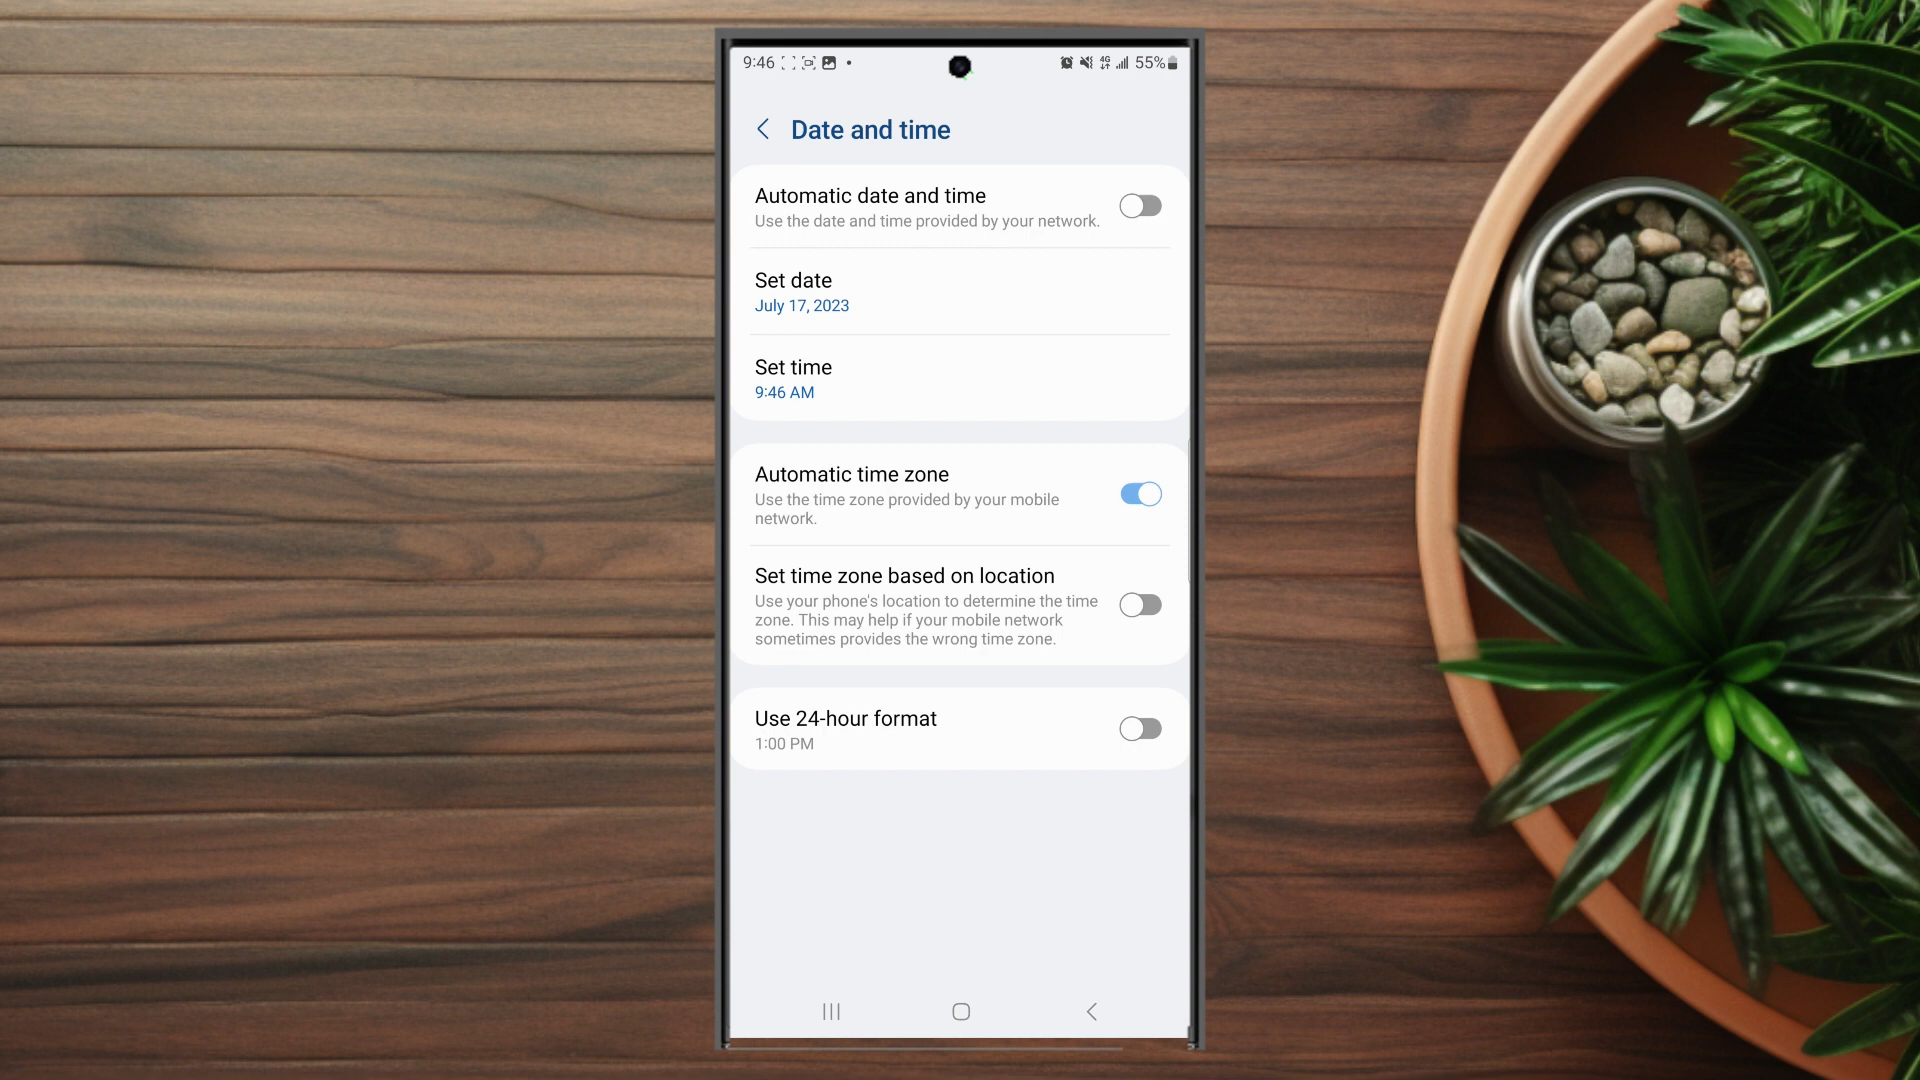 9:46
4G
55%
Date and time
Automatic date and time
Use the date and time provided by your network.
Set date
July 17, 2023
Set time
9:46 AM
Automatic time zone
Use the time zone provided by your mobile
network.
Set time zone based on location
Use your phone's location to determine the time
zone. This may help if your mobile network
sometimes provides the wrong time zone.
Use 24-hour format
1:00 PM